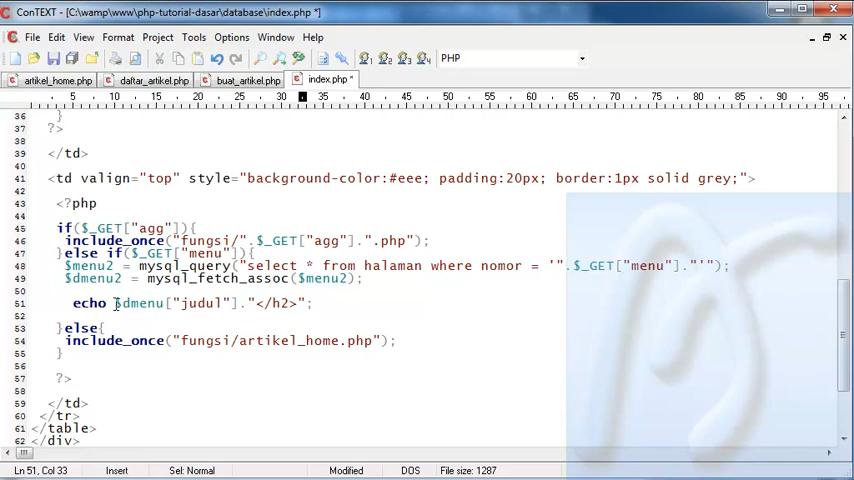 ConTEXT - [C:\wamp\www\php-tutorial-dasar\database\index.php *]
File Edit View Format Project Tools Options Window Help
1 2 3 4 PHP
artikel_home.php daftar_artikel.php buat_artikel.php index.php *
5 10 15 20 25 30 35 40 45 50 55 60 65 70 75 80 85 90 95
36 }
37 ?>
38
39 </td>
40
41 <td valign="top" style="background-color:#eee; padding:20px; border:1px solid grey;">
42
43 <?php
44
45 if($_GET["agg"]){
46 include_once("fungsi/".$_GET["agg"].".php");
47 }else if($_GET["menu"]){
48 $menu2 = mysql_query("select * from halaman where nomor = '".$_GET["menu"]."'");
49 $dmenu2 = mysql_fetch_assoc($menu2);
50
51 echo $dmenu["judul"]."</h2>";
52
53 }else{
54 include_once("fungsi/artikel_home.php");
55 }
56
57 ?>
58
59 </td>
60 </tr>
61 </table>
62 </div>
Ln 51, Col 33 Insert Sel: Normal Modified DOS File size: 1287